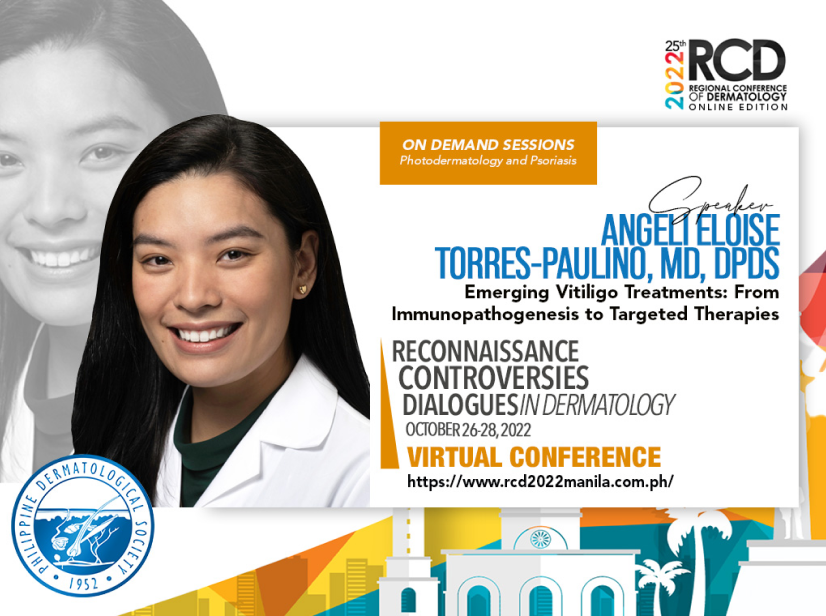 25th
2022
RCD
REGIONAL CONFERENCE
OF DERMATOLOGY
ONLINE EDITION
ON DEMAND SESSIONS
Photodermatology and Psoriasis
Speaker
ANGELI ELOISE
TORRES-PAULINO, MD, DPDS
Emerging Vitiligo Treatments: From
Immunopathogenesis to Targeted Therapies
RECONNAISSANCE
CONTROVERSIES
DIALOGUES IN DERMATOLOGY
OCTOBER 26-28, 2022
VIRTUAL CONFERENCE
https://www.rcd2022manila.com.ph/
PHILIPPINE DERMATOLOGICAL SOCIETY
• 1952 •